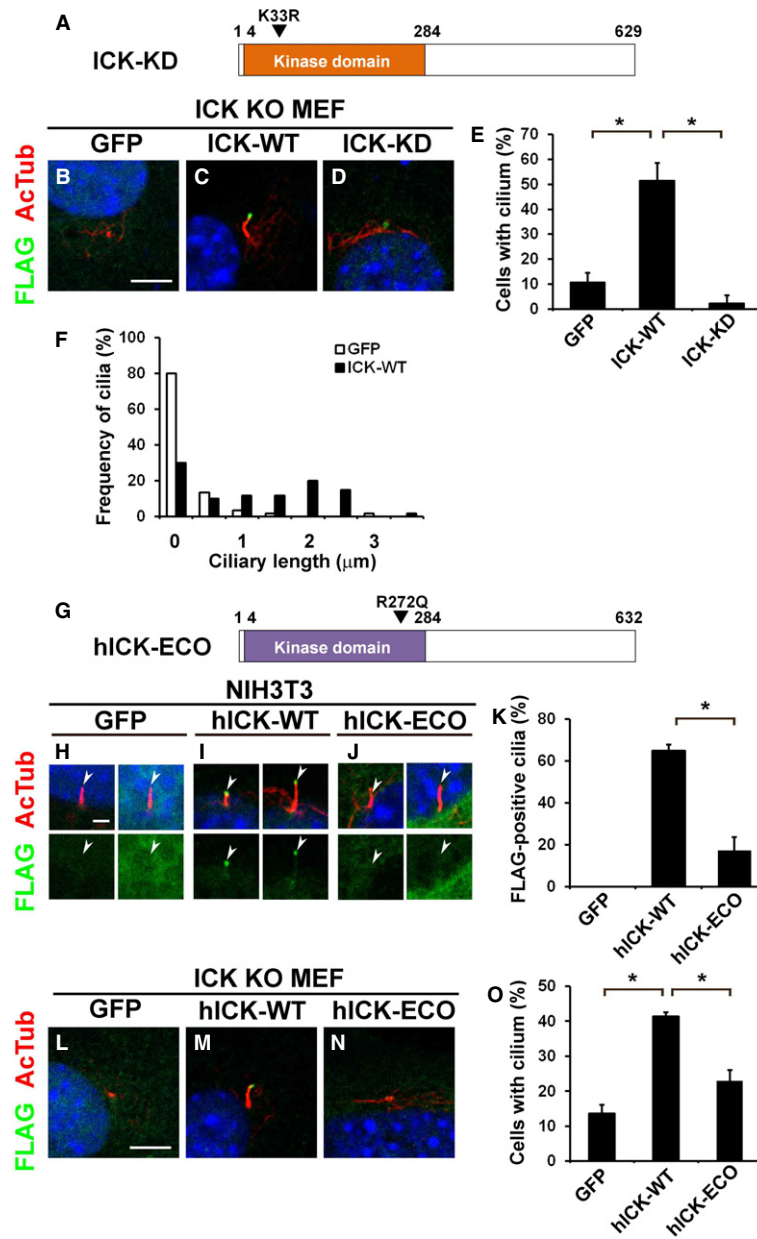 A
K33R
1 4 284 629
ICK-KD
Kinase domain
ICK KO MEF
GFP ICK-WT ICK-KD
FLAG AcTub
B C D
E
Cells with cilium (%)
70
60
50
40
30
20
10
0
* *
GFP ICK-WT ICK-KD
F
Frequency of cilia (%)
100
80
60
40
20
0
GFP
ICK-WT
0 1 2 3
Ciliary length (μm)
G
R272Q
1 4 284 632
hICK-ECO
Kinase domain
NIH3T3
GFP hICK-WT hICK-ECO
FLAG AcTub
H I J
K
FLAG-positive cilia (%)
80
60
40
20
0
*
GFP hICK-WT hICK-ECO
ICK KO MEF
GFP hICK-WT hICK-ECO
FLAG AcTub
L M N
O
Cells with cilium (%)
50
40
30
20
10
0
* *
GFP hICK-WT hICK-ECO